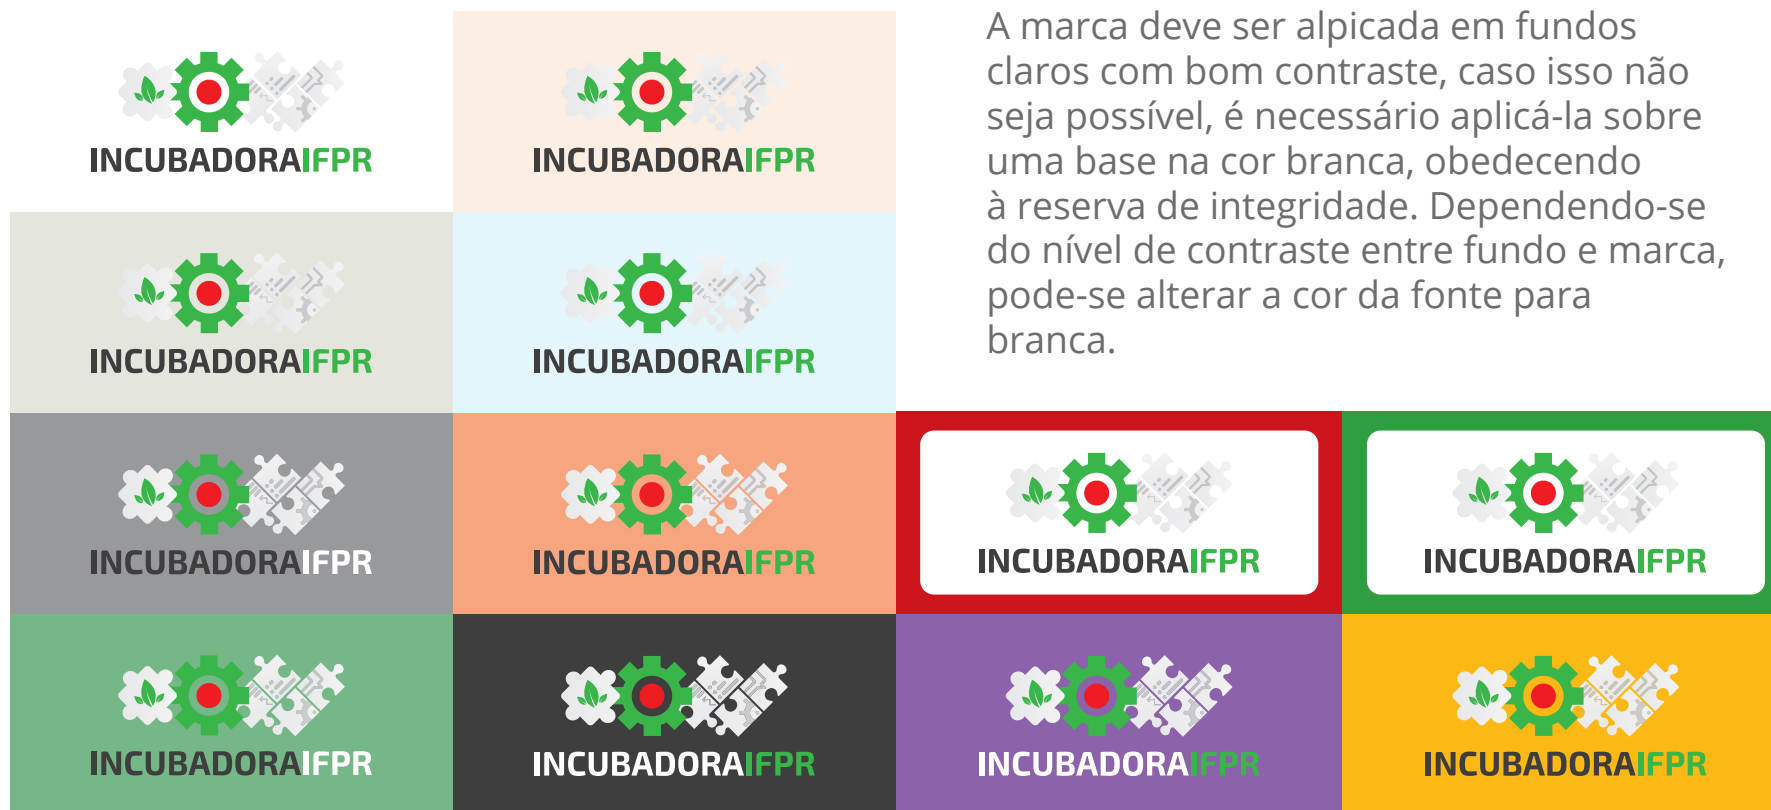 A marca deve ser alpicada em fundos
claros com bom contraste, caso isso não
seja possível, é necessário aplicá-la sobre
uma base na cor branca, obedecendo
à reserva de integridade. Dependendo-se
do nível de contraste entre fundo e marca,
pode-se alterar a cor da fonte para
branca.
INCUBADORAIFPR
INCUBADORAIFPR
INCUBADORAIFPR
INCUBADORAIFPR
INCUBADORAIFPR
INCUBADORAIFPR
INCUBADORAIFPR
INCUBADORAIFPR
INCUBADORAIFPR
INCUBADORAIFPR
INCUBADORAIFPR
INCUBADORAIFPR